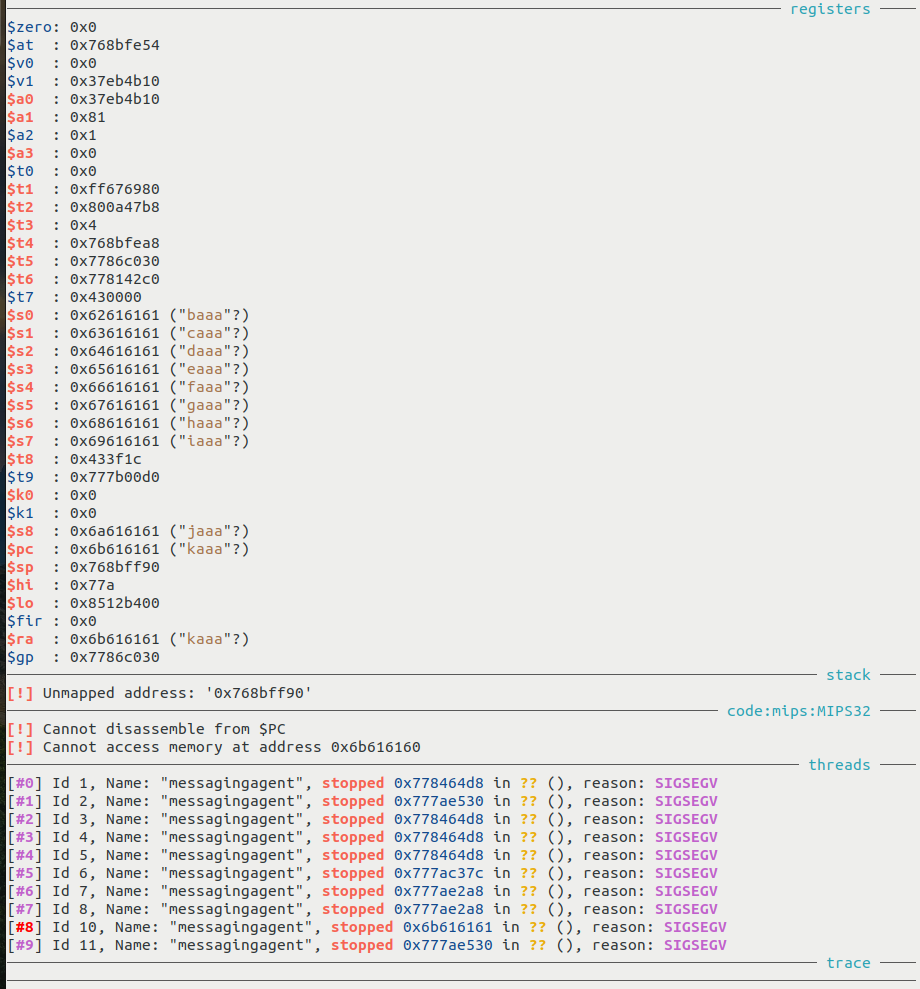 registers
$zero: 0x0
$at : 0x768bfe54
$v0 : 0x0
$v1 : 0x37eb4b10
$a0 : 0x37eb4b10
$a1 : 0x81
$a2 : 0x1
$a3 : 0x0
$t0 : 0x0
$t1 : 0xff676980
$t2 : 0x800a47b8
$t3 : 0x4
$t4 : 0x768bfea8
$t5 : 0x7786c030
$t6 : 0x778142c0
$t7 : 0x430000
$s0 : 0x62616161 ("baaa"?)
$s1 : 0x63616161 ("caaa"?)
$s2 : 0x64616161 ("daaa"?)
$s3 : 0x65616161 ("eaaa"?)
$s4 : 0x66616161 ("faaa"?)
$s5 : 0x67616161 ("gaaa"?)
$s6 : 0x68616161 ("haaa"?)
$s7 : 0x69616161 ("iaaa"?)
$t8 : 0x433f1c
$t9 : 0x777b00d0
$k0 : 0x0
$k1 : 0x0
$s8 : 0x6a616161 ("jaaa"?)
$pc : 0x6b616161 ("kaaa"?)
$sp : 0x768bff90
$hi : 0x77a
$lo : 0x8512b400
$fir : 0x0
$ra : 0x6b616161 ("kaaa"?)
$gp : 0x7786c030
stack
[!] Unmapped address: '0x768bff90'
code:mips:MIPS32
[!] Cannot disassemble from $PC
[!] Cannot access memory at address 0x6b616160
threads
[#0] Id 1, Name: "messagingagent", stopped 0x778464d8 in ?? (), reason: SIGSEGV
[#1] Id 2, Name: "messagingagent", stopped 0x777ae530 in ?? (), reason: SIGSEGV
[#2] Id 3, Name: "messagingagent", stopped 0x778464d8 in ?? (), reason: SIGSEGV
[#3] Id 4, Name: "messagingagent", stopped 0x778464d8 in ?? (), reason: SIGSEGV
[#4] Id 5, Name: "messagingagent", stopped 0x778464d8 in ?? (), reason: SIGSEGV
[#5] Id 6, Name: "messagingagent", stopped 0x777ac37c in ?? (), reason: SIGSEGV
[#6] Id 7, Name: "messagingagent", stopped 0x777ae2a8 in ?? (), reason: SIGSEGV
[#7] Id 8, Name: "messagingagent", stopped 0x777ae2a8 in ?? (), reason: SIGSEGV
[#8] Id 10, Name: "messagingagent", stopped 0x6b616161 in ?? (), reason: SIGSEGV
[#9] Id 11, Name: "messagingagent", stopped 0x777ae530 in ?? (), reason: SIGSEGV
trace